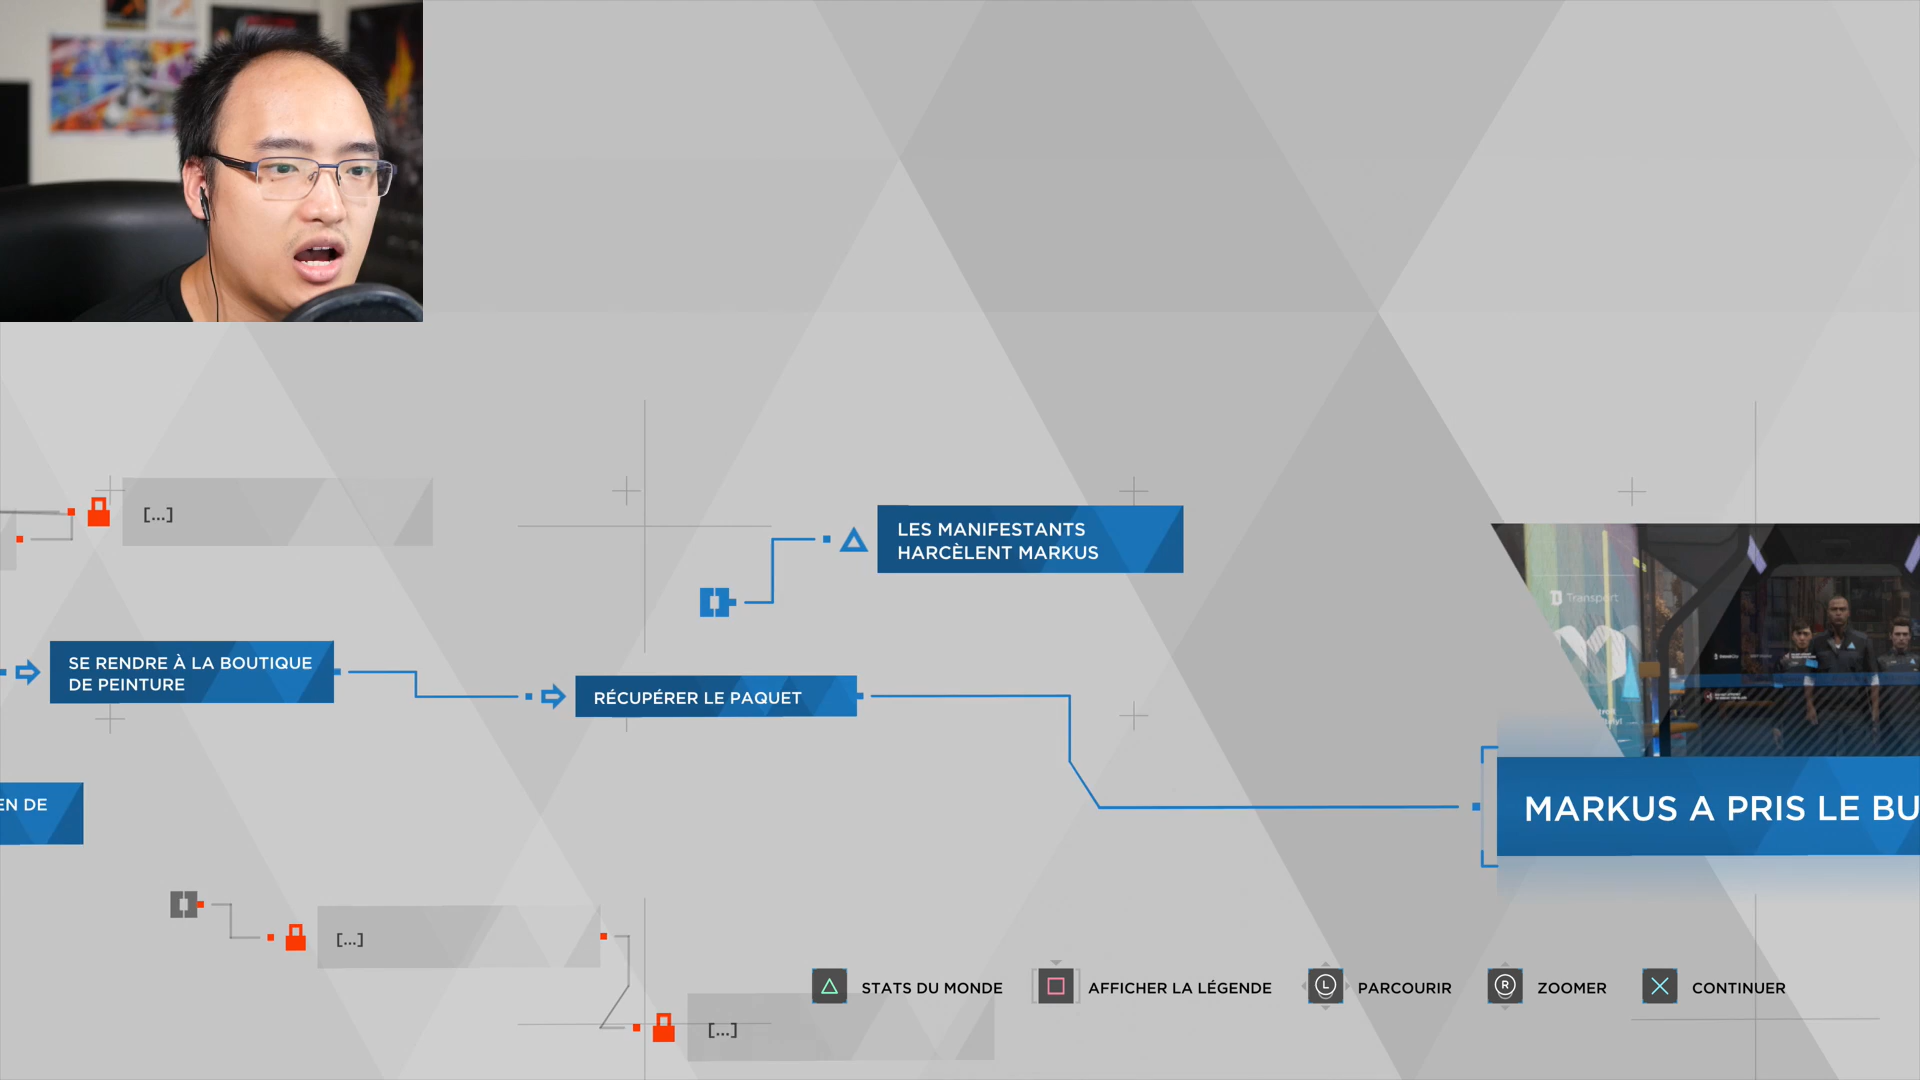 [...]
LES MANIFESTANTS
HARCÈLENT MARKUS
Transport
SE RENDRE À LA BOUTIQUE
DE PEINTURE
RÉCUPÉRER LE PAQUET
EN DE
MARKUS A PRIS LE BU
[...]
STATS DU MONDE
AFFICHER LA LÉGENDE
L
PARCOURIR
R
ZOOMER
CONTINUER
[...]